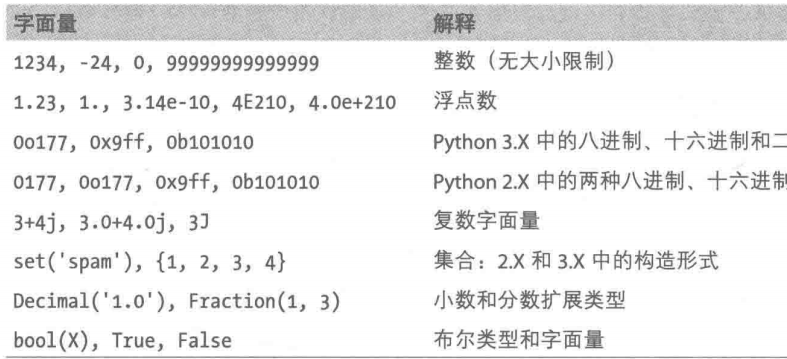 字面量 解释
1234, -24, 0, 99999999999999 整数（无大小限制）
1.23, 1., 3.14e-10, 4E210, 4.0e+210 浮点数
0o177, 0x9ff, 0b101010 Python 3.X 中的八进制、十六进制和二
0177, 0o177, 0x9ff, 0b101010 Python 2.X 中的两种八进制、十六进制
3+4j, 3.0+4.0j, 3J 复数字面量
set('spam'), {1, 2, 3, 4} 集合：2.X 和 3.X 中的构造形式
Decimal('1.0'), Fraction(1, 3) 小数和分数扩展类型
bool(X), True, False 布尔类型和字面量